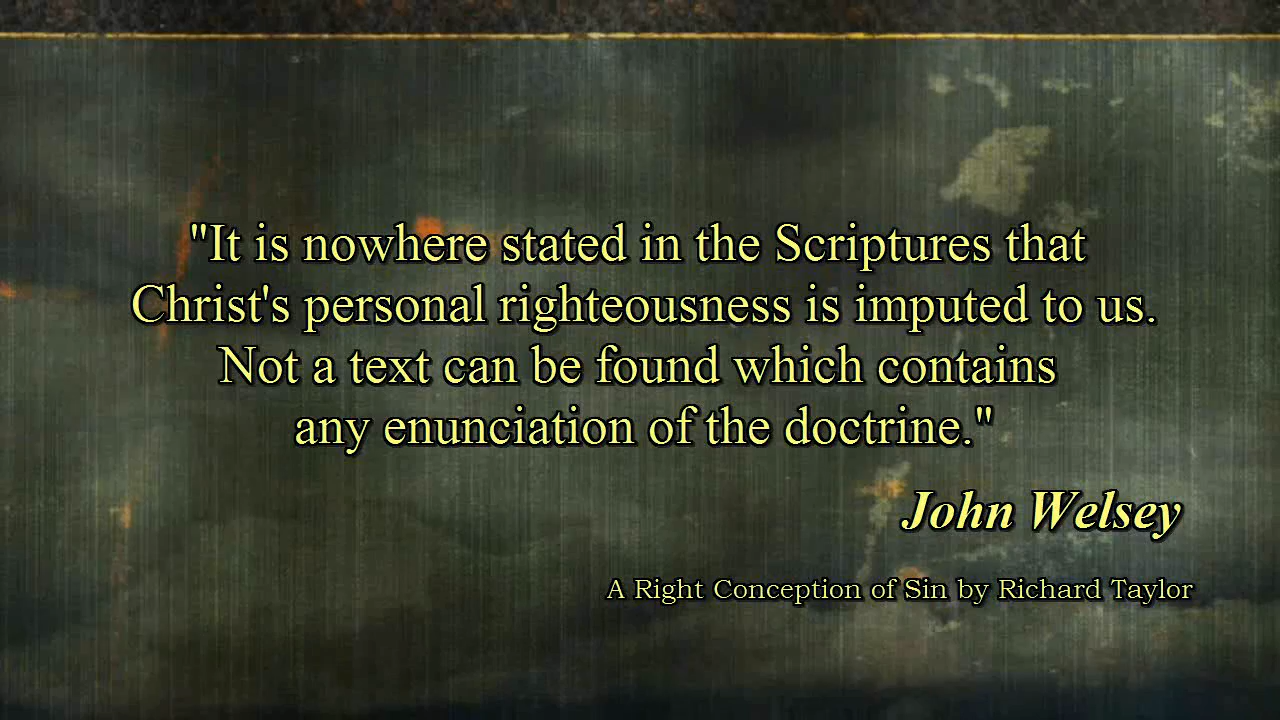 "It is nowhere stated in the Scriptures that
Christ's personal righteousness is imputed to us.
Not a text can be found which contains
any enunciation of the doctrine."
John Welsey
A Right Conception of Sin by Richard Taylor